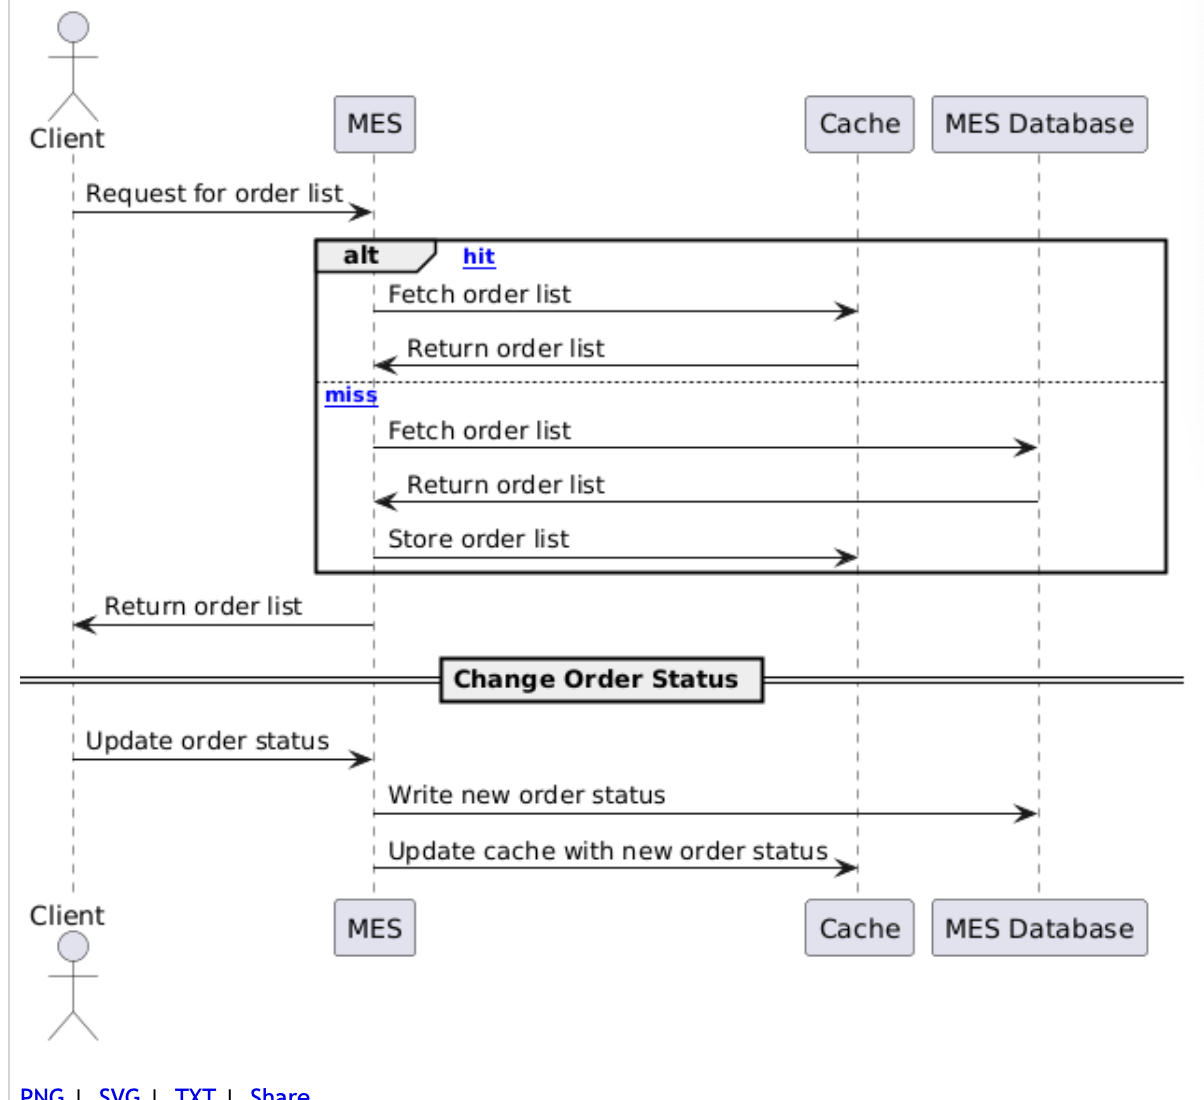 Client
MES
Cache
MES Database
Request for order list
alt
hit
Fetch order list
Return order list
miss
Fetch order list
Return order list
Store order list
Return order list
Change Order Status
Update order status
Write new order status
Update cache with new order status
Client
MES
Cache
MES Database
PNG | SVG | TXT | Share